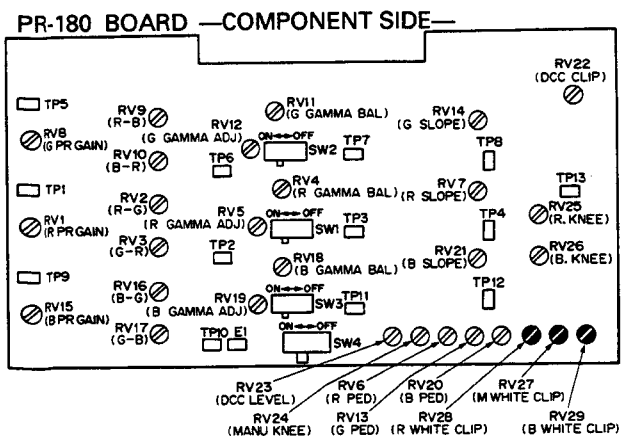 PR-180 BOARD —COMPONENT SIDE—
RV22
(DCC CLIP)
TP5
RV9
(R-B)
RV11
(G GAMMA BAL)
RV14
(G SLOPE)
RV8
(G PR GAIN)
RV12
(G GAMMA ADJ)
ON↔OFF
SW2
TP7
TP8
RV10
(B-R)
TP6
TP13
TP1
RV4
(R GAMMA BAL)
RV7
(R SLOPE)
RV2
(R-G)
RV5
(R GAMMA ADJ)
ON↔OFF
SW1
TP3
TP4
RV25
(R. KNEE)
RV1
(R PR GAIN)
RV3
(G-R)
TP2
RV18
(B GAMMA BAL)
RV21
(B SLOPE)
RV26
(B. KNEE)
TP9
RV16
(B-G)
RV19
(B GAMMA ADJ)
ON↔OFF
SW3
TP11
TP12
RV15
(B PR GAIN)
RV17
(G-B)
TP10 E1
ON↔OFF
SW4
RV23
(DCC LEVEL)
RV6
(R PED)
RV20
(B PED)
RV27
(M WHITE CLIP)
RV24
(MANU KNEE)
RV13
(G PED)
RV28
(R WHITE CLIP)
RV29
(B WHITE CLIP)